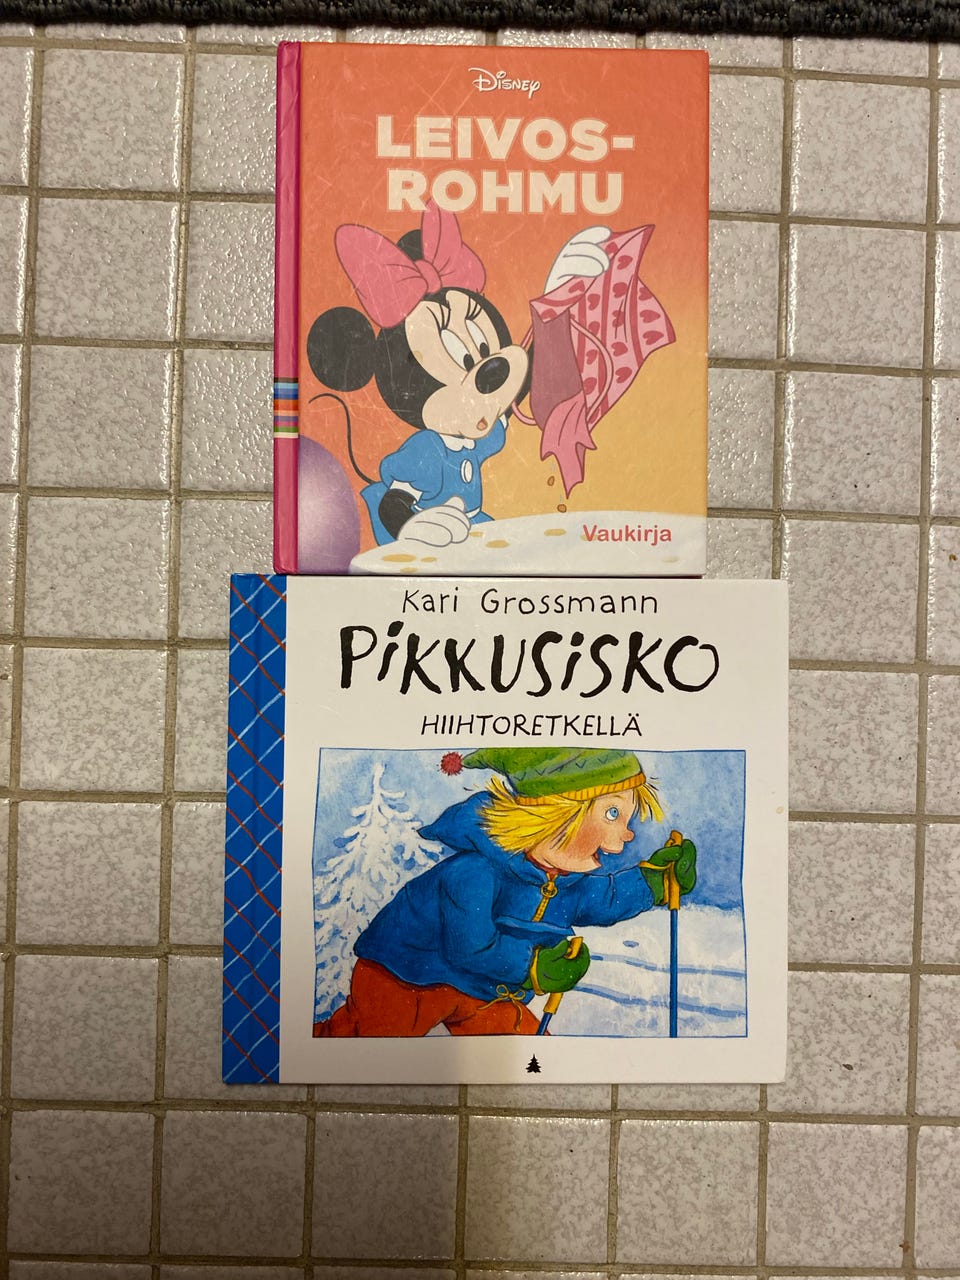 Disney
LEIVOS-
ROHMU
Vaukirja
Kari Grossmann
PiKKUSiSKO
HIIHTORETKELLÄ